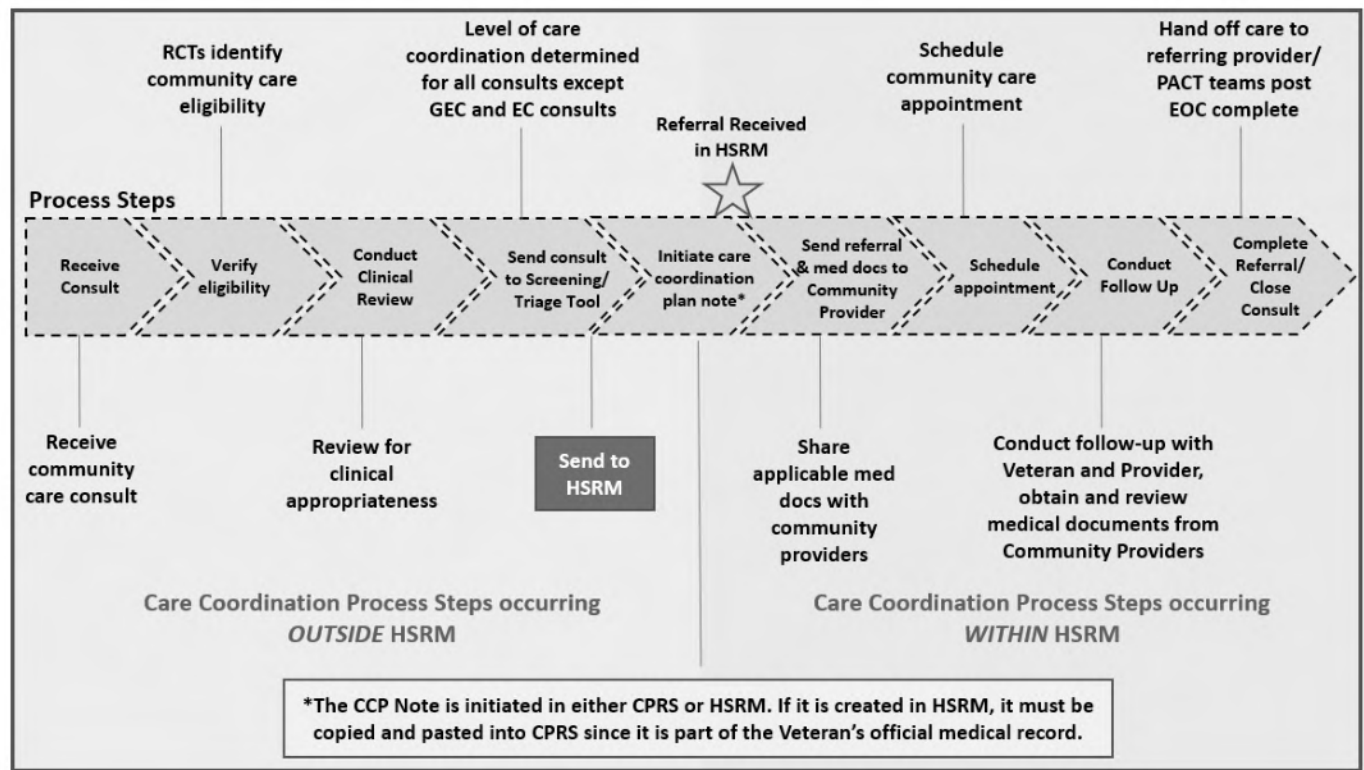 RCTs identify
community care
eligibility
Level of care
coordination determined
for all consults except
GEC and EC consults
Referral Received
in HSRM
Schedule
community care
appointment
Hand off care to
referring provider/
PACT teams post
EOC complete
Process Steps
Receive
Consult
Verify
eligibility
Conduct
Clinical
Review
Send consult
to Screening/
Triage Tool
Initiate care
coordination
plan note*
Send referral
& med docs to
Community
Provider
Schedule
appointment
Conduct
Follow Up
Complete
Referral/
Close
Consult
Receive
community
care consult
Review for
clinical
appropriateness
Send to
HSRM
Share
applicable med
docs with
community
providers
Conduct follow-up with
Veteran and Provider,
obtain and review
medical documents from
Community Providers
Care Coordination Process Steps occurring
OUTSIDE HSRM
Care Coordination Process Steps occurring
WITHIN HSRM
*The CCP Note is initiated in either CPRS or HSRM. If it is created in HSRM, it must be
copied and pasted into CPRS since it is part of the Veteran's official medical record.